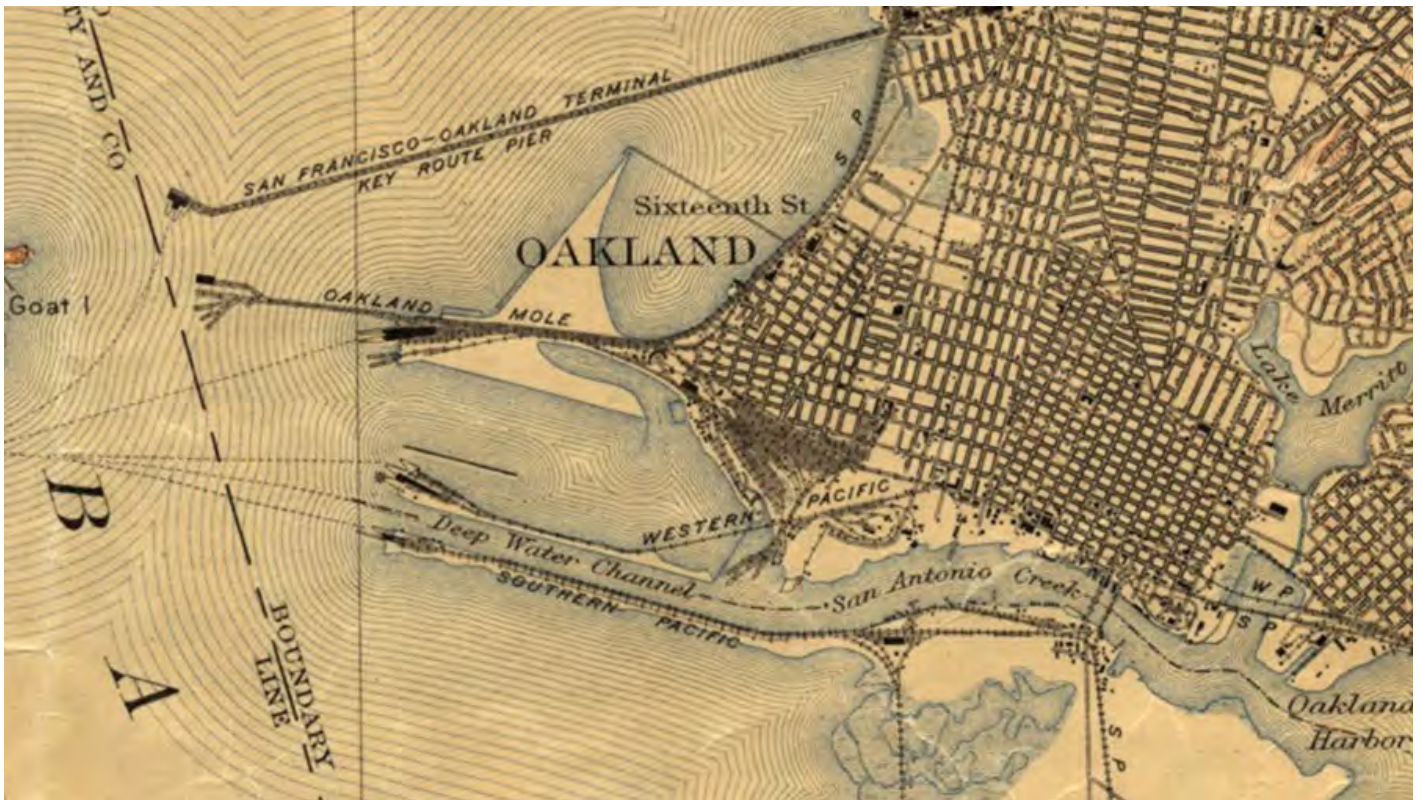 TY AND CO
SAN FRANCISCO-OAKLAND TERMINAL
KEY ROUTE PIER
S P
Sixteenth St
OAKLAND
Goat I
OAKLAND MOLE
Lake Merritt
B
WESTERN PACIFIC
Deep Water Channel
San Antonio Creek
SOUTHERN PACIFIC
W P
S P
A
BOUNDARY
LINE
S P
Oakland
Harbor